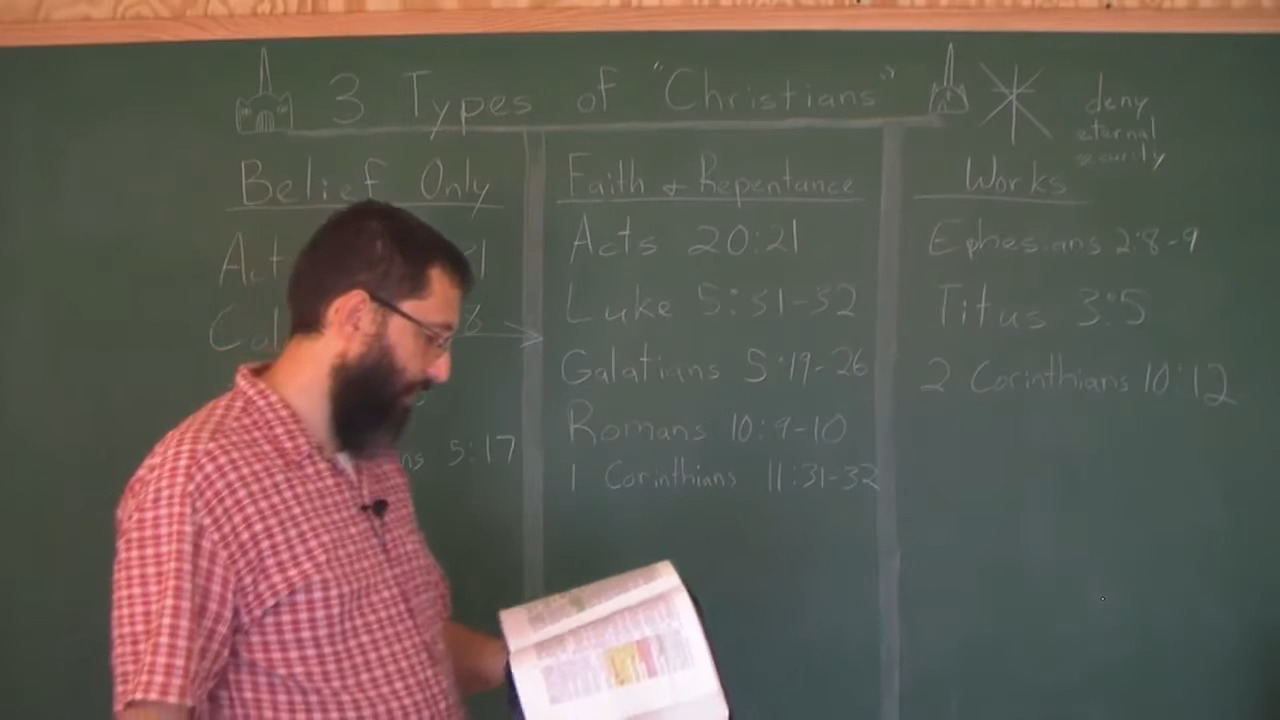 3 Types of "Christians"
deny
eternal
security
Belief Only
Act
5:17
Faith & Repentance
Acts 20:21
Luke 5:31-32
Galatians 5:19-26
Romans 10:9-10
1 Corinthians 11:31-32
Works
Ephesians 2:8-9
Titus 3:5
2 Corinthians 10:12